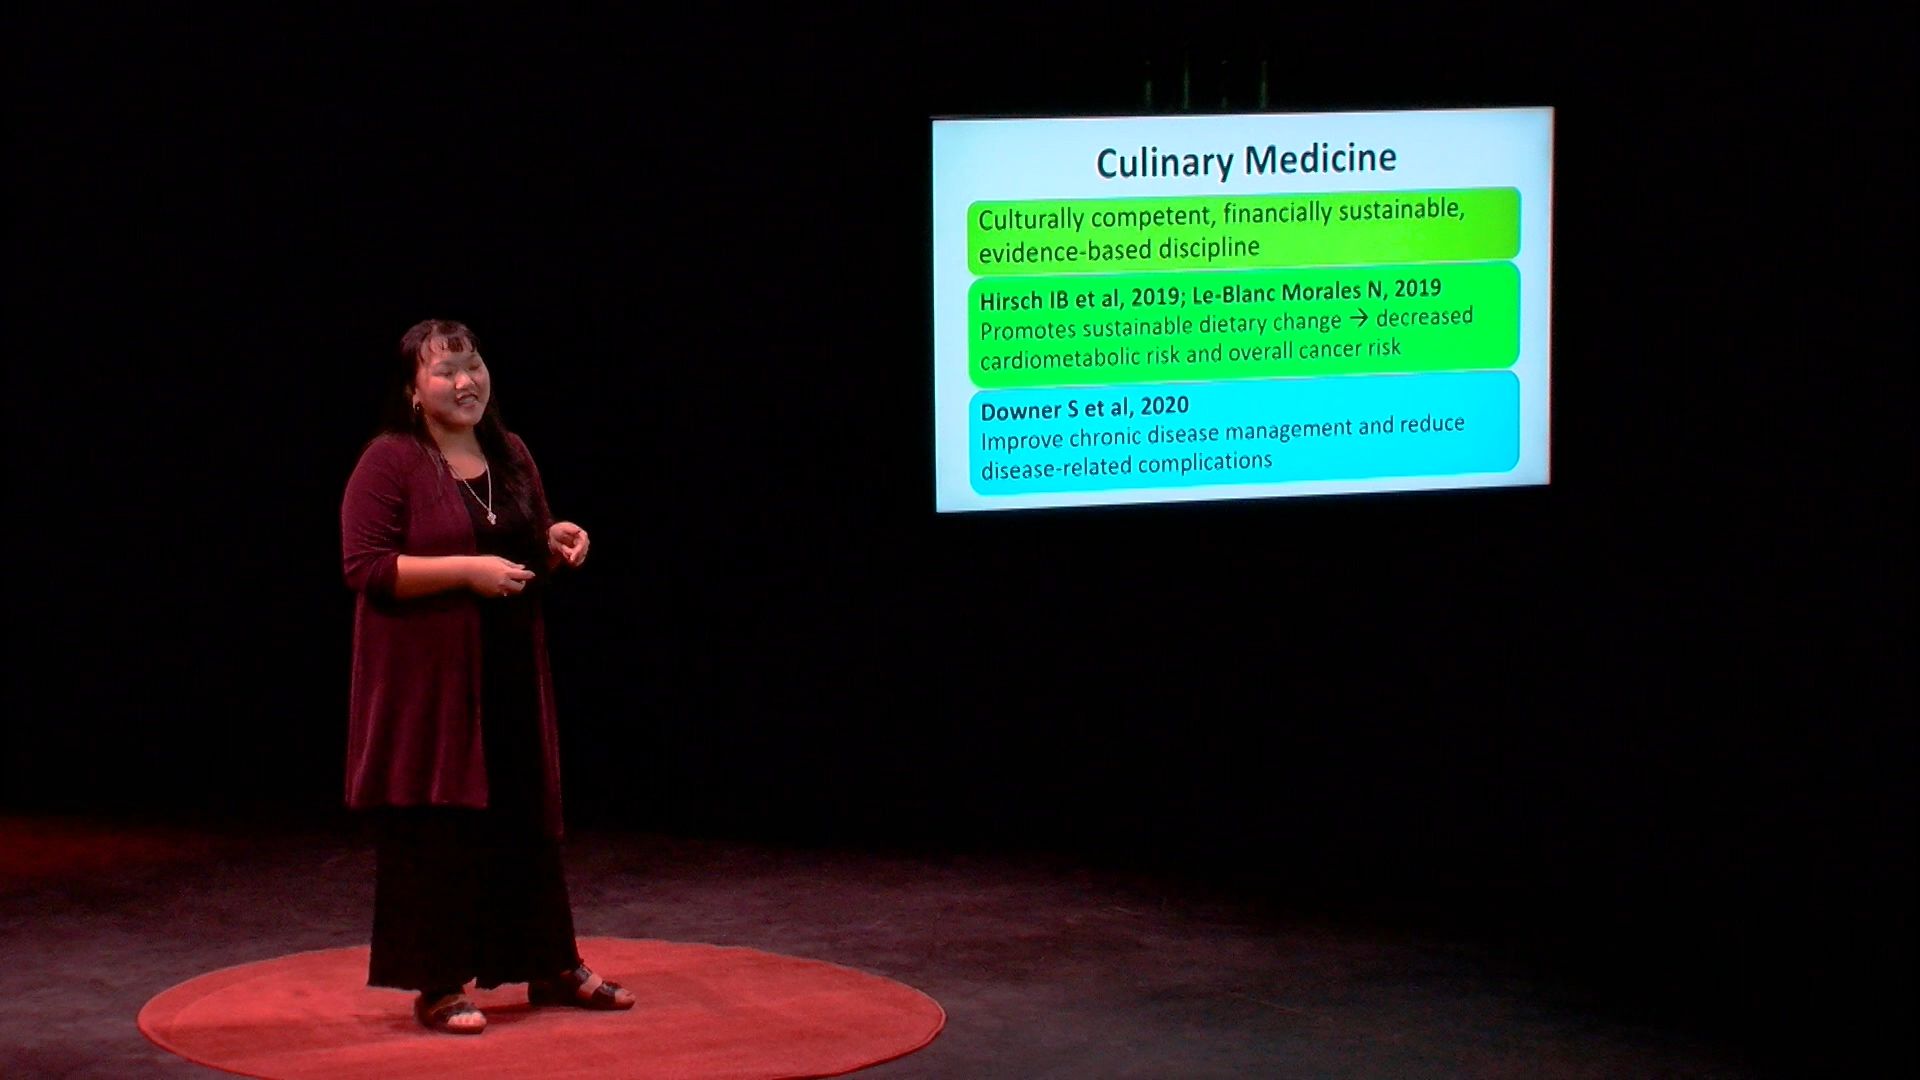 Culinary Medicine
Culturally competent, financially sustainable,
evidence-based discipline
Hirsch IB et al, 2019; Le-Blanc Morales N, 2019
Promotes sustainable dietary change → decreased
cardiometabolic risk and overall cancer risk
Downer S et al, 2020
Improve chronic disease management and reduce
disease-related complications